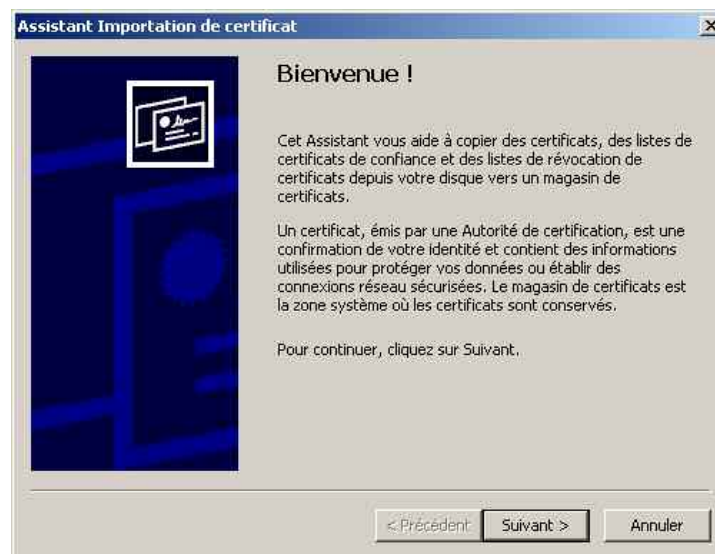 Assistant Importation de certificat
Bienvenue !
Cet Assistant vous aide à copier des certificats, des listes de
certificats de confiance et des listes de révocation de
certificats depuis votre disque vers un magasin de
certificats.
Un certificat, émis par une Autorité de certification, est une
confirmation de votre identité et contient des informations
utilisées pour protéger vos données ou établir des
connexions réseau sécurisées. Le magasin de certificats est
la zone système où les certificats sont conservés.
Pour continuer, cliquez sur Suivant.
< Précédent Suivant > Annuler